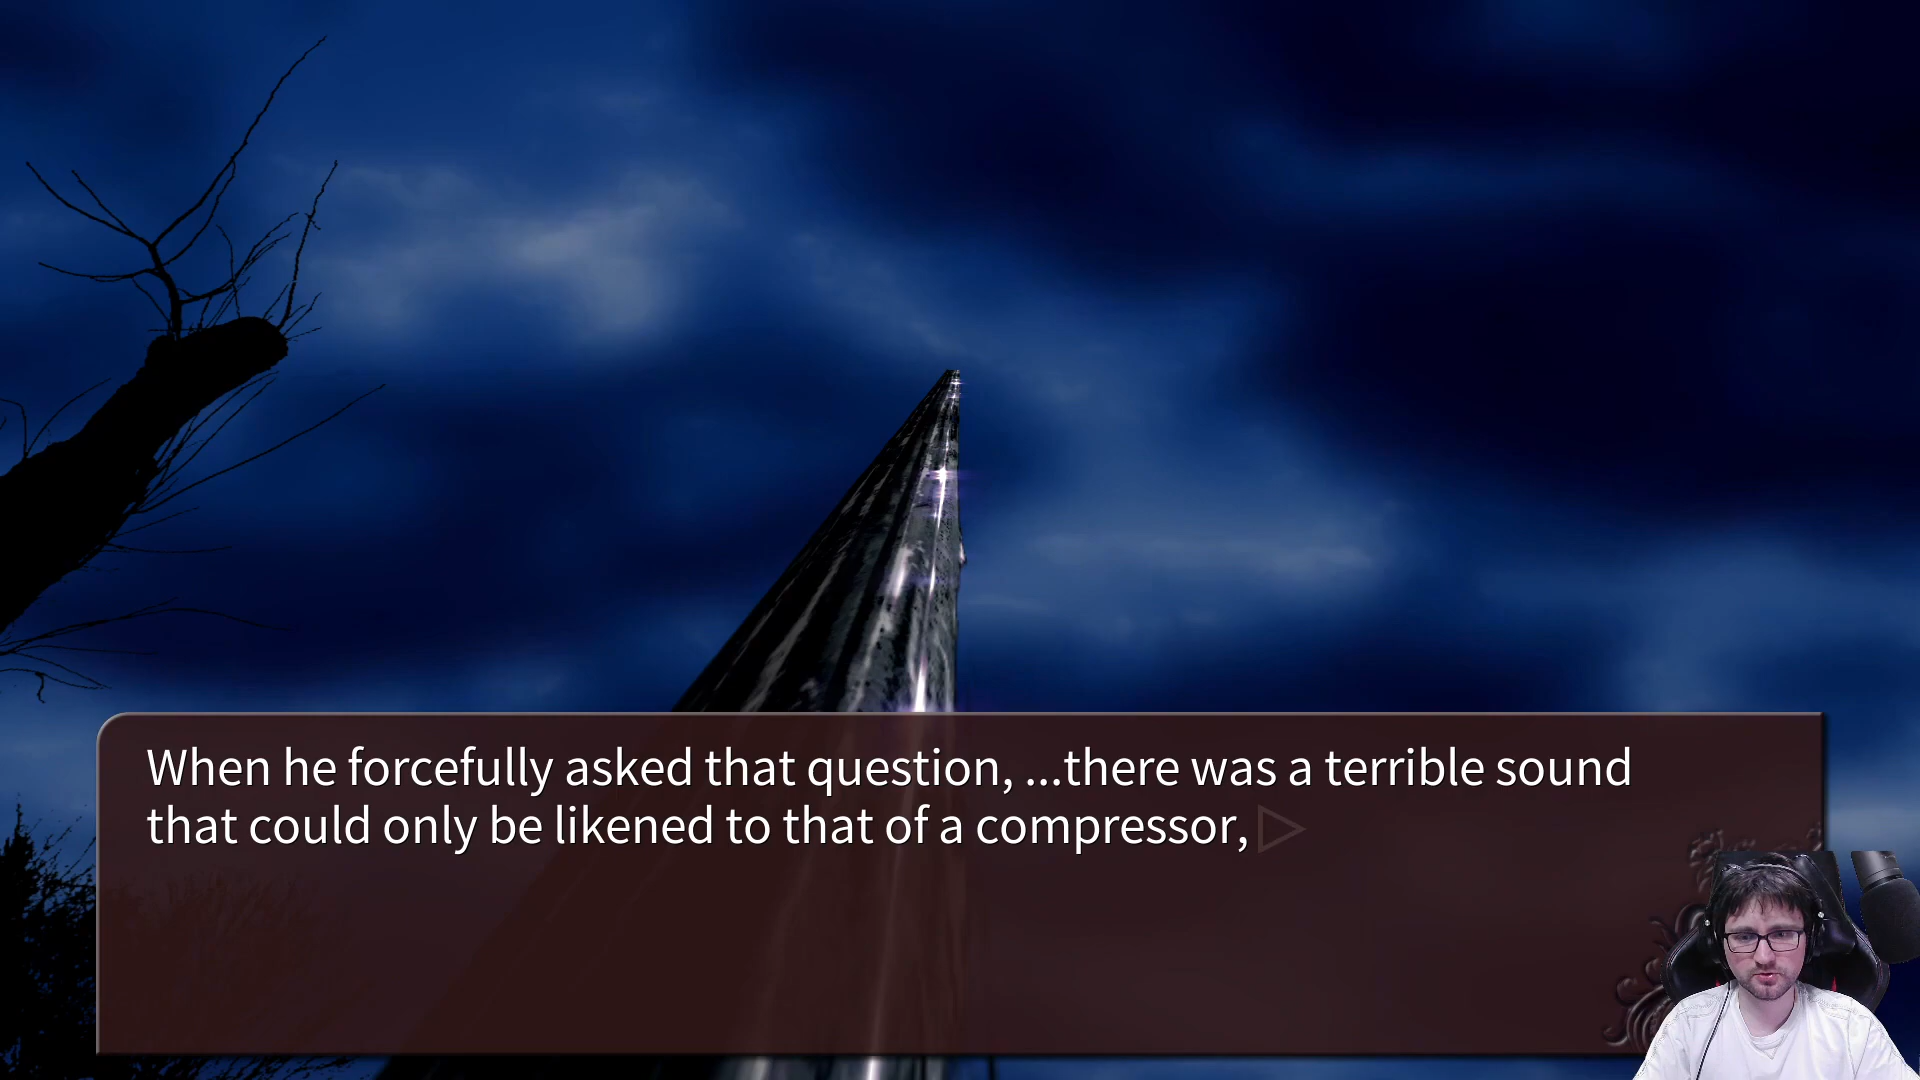 When he forcefully asked that question, ...there was a terrible sound
that could only be likened to that of a compressor,